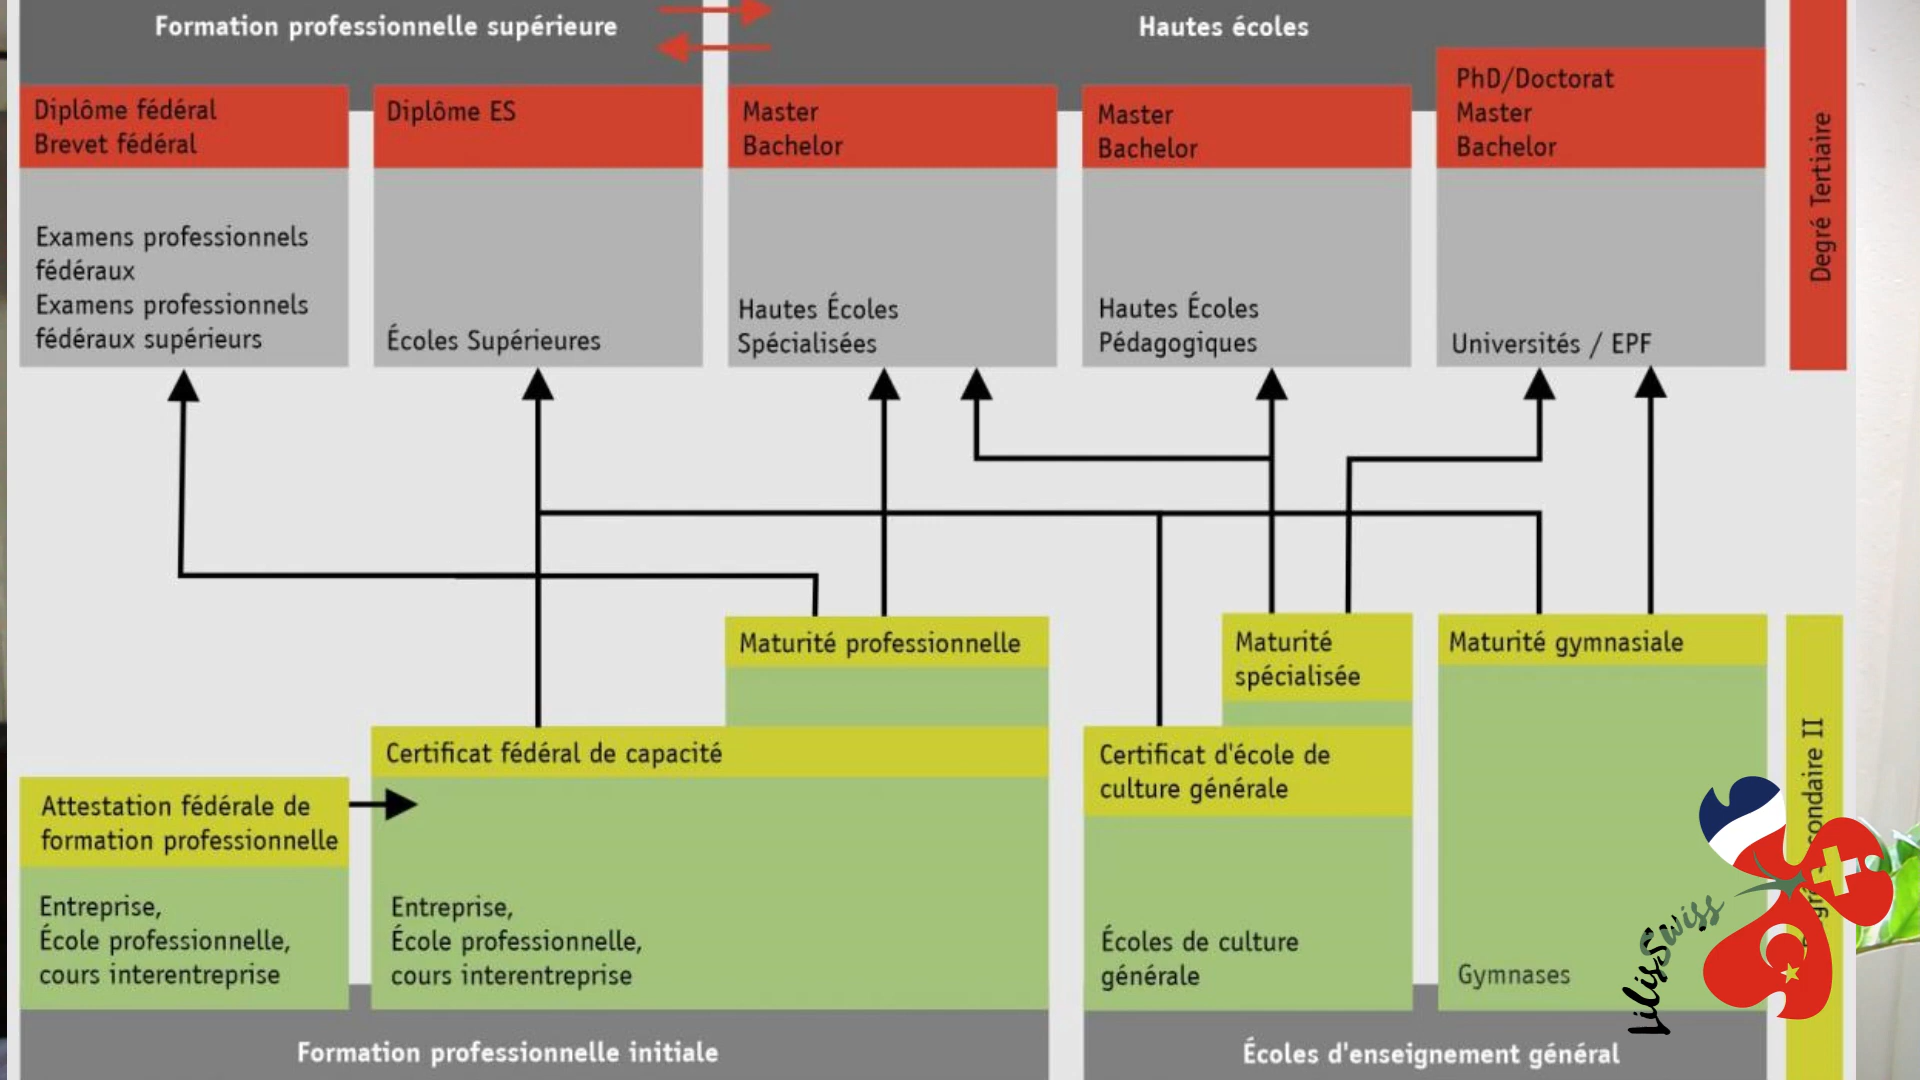 Formation professionnelle supérieure
Hautes écoles
Diplôme fédéral
Brevet fédéral
Diplôme ES
Master
Bachelor
Master
Bachelor
PhD/Doctorat
Master
Bachelor
Degré Tertiaire
Examens professionnels
fédéraux
Examens professionnels
fédéraux supérieurs
Écoles Supérieures
Hautes Écoles
Spécialisées
Hautes Écoles
Pédagogiques
Universités / EPF
Maturité professionnelle
Maturité
spécialisée
Maturité gymnasiale
Certificat fédéral de capacité
Certificat d'école de
culture générale
Attestation fédérale de
formation professionnelle
Entreprise,
École professionnelle,
cours interentreprise
Entreprise,
École professionnelle,
cours interentreprise
Écoles de culture
générale
Gymnases
II
Formation professionnelle initiale
Écoles d'enseignement général